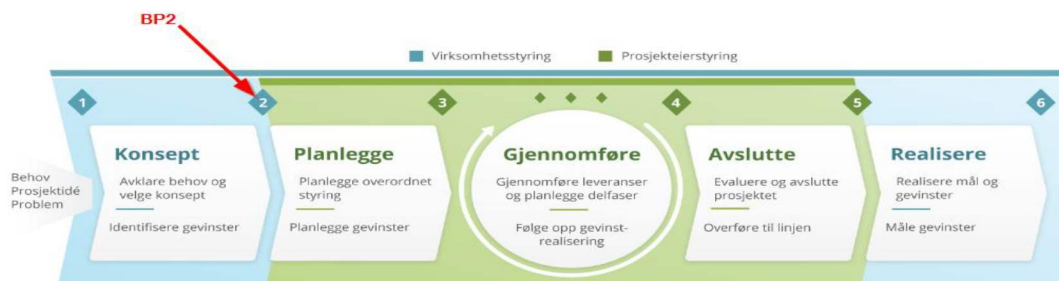 BP2
Virksomhetsstyring
Prosjekteierstyring
1
2
3
4
5
6
Behov
Prosjektidé
Problem
Konsept
Avklare behov og
velge konsept
Identifisere gevinster
Planlegge
Planlegge overordnet
styring
Planlegge gevinster
Gjennomføre
Gjennomføre leveranser
og planlegge delfaser
Følge opp gevinst-
realisering
Avslutte
Evaluere og avslutte
prosjektet
Overføre til linjen
Realisere
Realisere mål og
gevinster
Måle gevinster